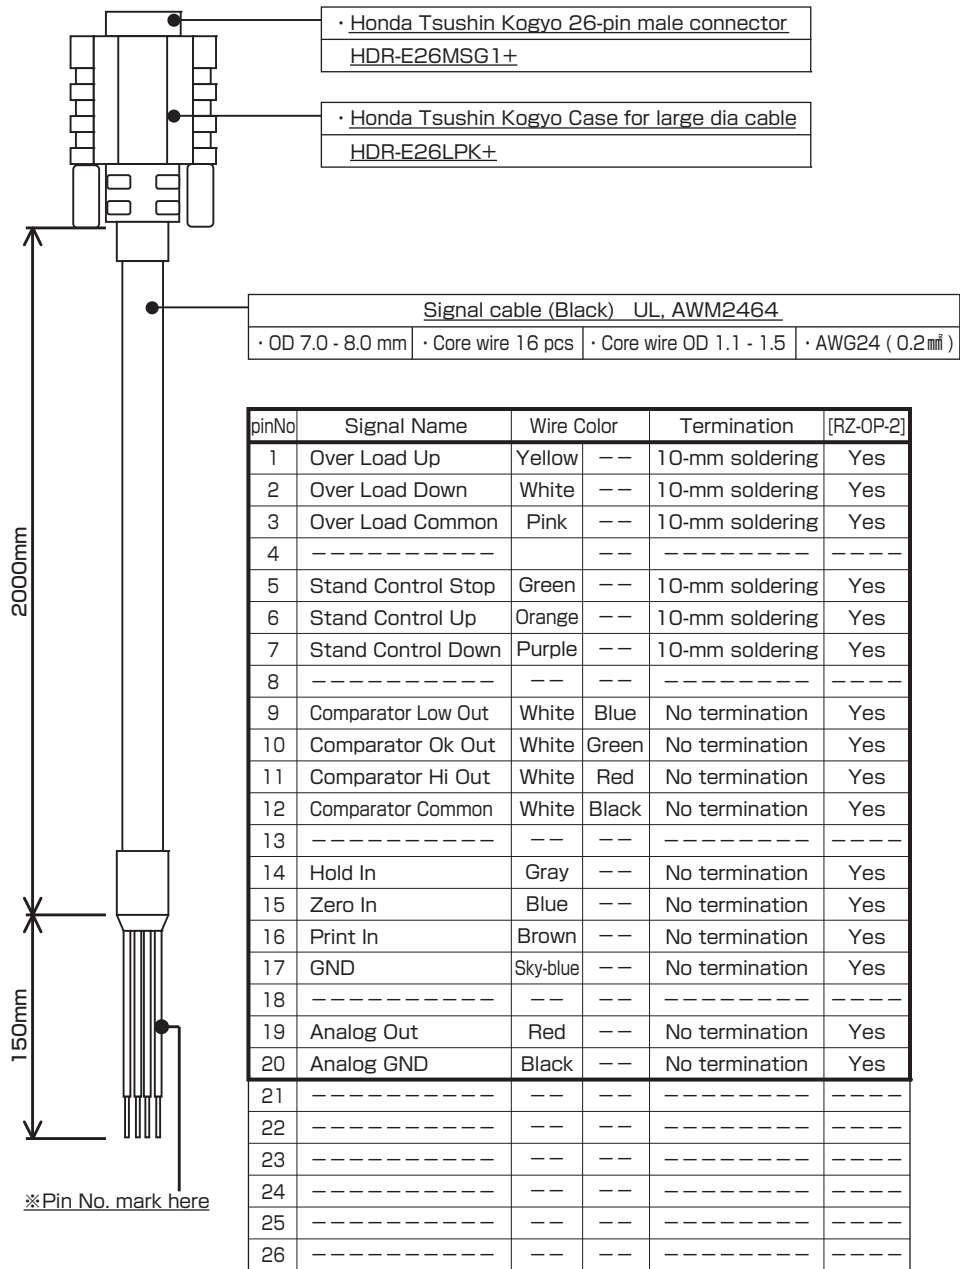 ・Honda Tsushin Kogyo 26-pin male connector
HDR-E26MSG1+
・Honda Tsushin Kogyo Case for large dia cable
HDR-E26LPK+
2000mm
Signal cable (Black) UL, AWM2464
・OD 7.0 - 8.0 mm ・Core wire 16 pcs ・Core wire OD 1.1 - 1.5 ・AWG24 ( 0.2㎟ )
pinNo Signal Name Wire Color Termination [RZ-OP-2]
1 Over Load Up Yellow −− 10-mm soldering Yes
2 Over Load Down White −− 10-mm soldering Yes
3 Over Load Common Pink −− 10-mm soldering Yes
4 −−−−−−−−−− −− −−−−−−−− −−−−
5 Stand Control Stop Green −− 10-mm soldering Yes
6 Stand Control Up Orange −− 10-mm soldering Yes
7 Stand Control Down Purple −− 10-mm soldering Yes
8 −−−−−−−−−− −− −− −−−−−−−− −−−−
9 Comparator Low Out White Blue No termination Yes
10 Comparator Ok Out White Green No termination Yes
11 Comparator Hi Out White Red No termination Yes
12 Comparator Common White Black No termination Yes
13 −−−−−−−−−− −− −− −−−−−−−− −−−−
14 Hold In Gray −− No termination Yes
15 Zero In Blue −− No termination Yes
16 Print In Brown −− No termination Yes
17 GND Sky-blue −− No termination Yes
18 −−−−−−−−−− −− −− −−−−−−−− −−−−
19 Analog Out Red −− No termination Yes
20 Analog GND Black −− No termination Yes
21 −−−−−−−−−− −− −− −−−−−−−− −−−−
22 −−−−−−−−−− −− −− −−−−−−−− −−−−
23 −−−−−−−−−− −− −− −−−−−−−− −−−−
24 −−−−−−−−−− −− −− −−−−−−−− −−−−
25 −−−−−−−−−− −− −− −−−−−−−− −−−−
26 −−−−−−−−−− −− −− −−−−−−−− −−−−
150mm
※Pin No. mark here